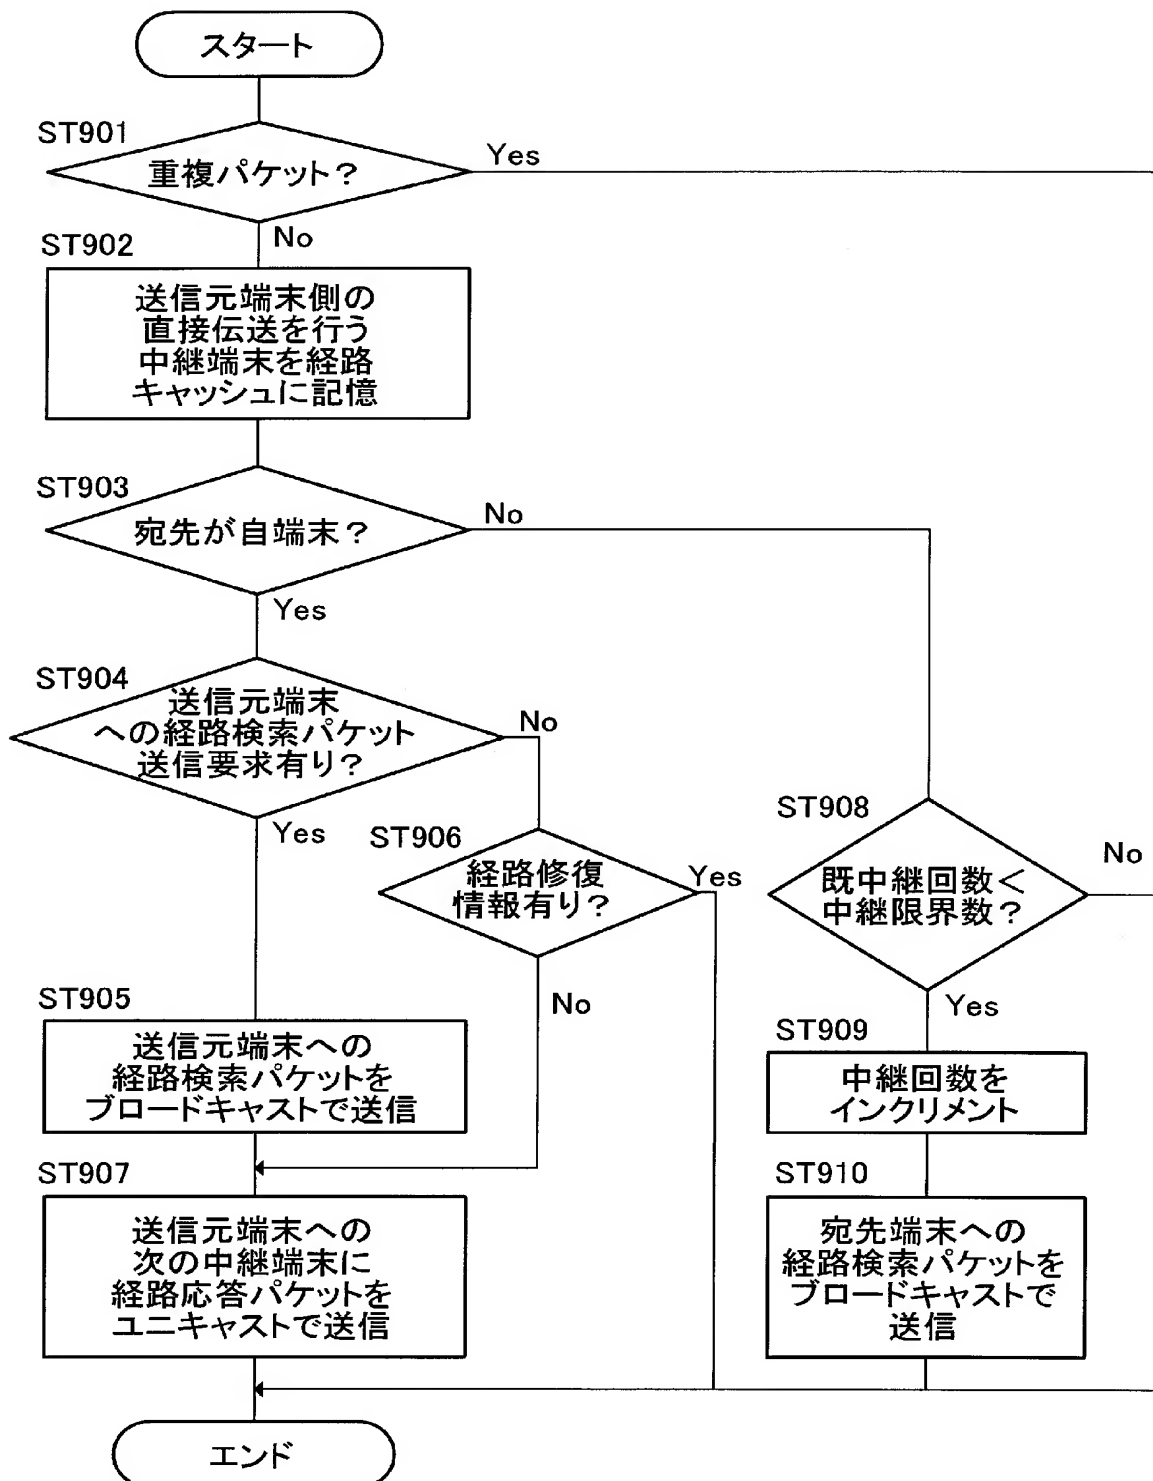 スタート
ST901
重複パケット？
Yes
No
ST902
送信元端末側の
直接伝送を行う
中継端末を経路
キャッシュに記憶
ST903
宛先が自端末？
No
Yes
ST904
送信元端末
への経路検索パケット
送信要求有り？
No
Yes
ST906
経路修復
情報有り？
Yes
No
ST908
既中継回数＜
中継限界数？
No
Yes
ST905
送信元端末への
経路検索パケットを
ブロードキャストで送信
ST909
中継回数を
インクリメント
ST907
送信元端末への
次の中継端末に
経路応答パケットを
ユニキャストで送信
ST910
宛先端末への
経路検索パケットを
ブロードキャストで
送信
エンド